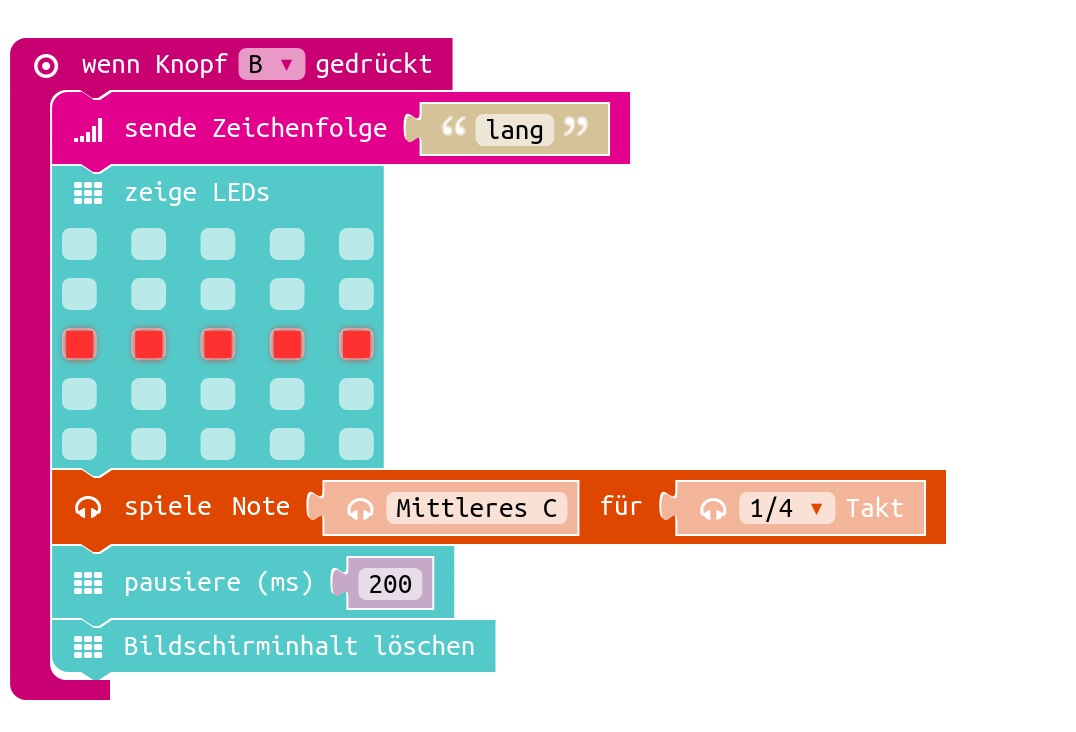 wenn Knopf B ▼ gedrückt
sende Zeichenfolge “ lang ”
zeige LEDs
spiele Note Mittleres C für 1/4 ▼ Takt
pausiere (ms) 200
Bildschirminhalt löschen